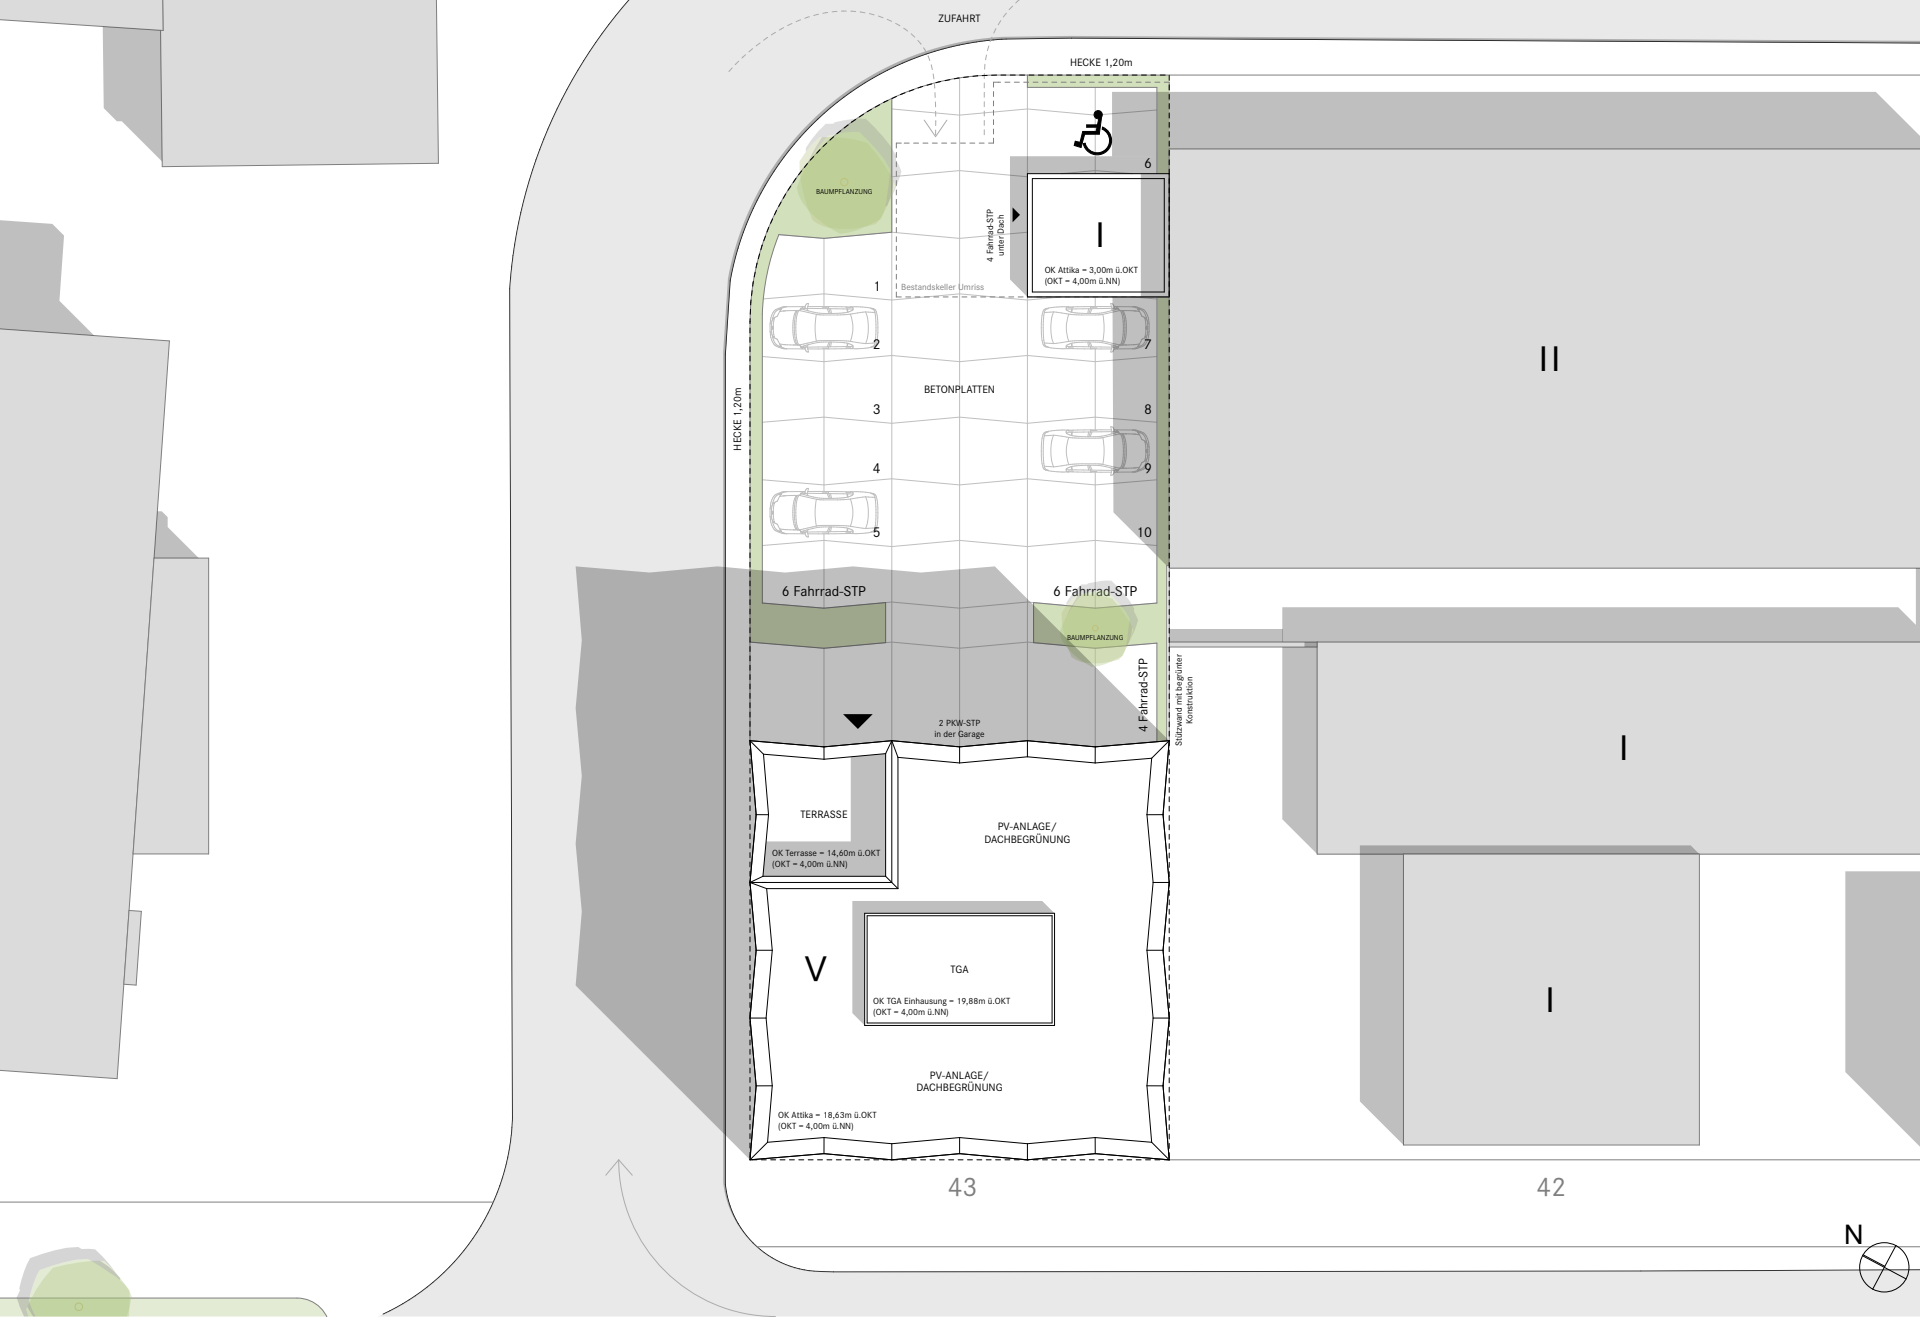 ZUFAHRT
HECKE 1,20m
6
BAUMPFLANZUNG
4 Fahrrad-STP
unter Dach
I
OK Attika = 3,00m ü.OKT
(OKT = 4,00m ü.NN)
1
Bestandskeller Umriss
2
7
II
HECKE 1,20m
BETONPLATTEN
3
8
4
9
5
10
6 Fahrrad-STP
6 Fahrrad-STP
BAUMPFLANZUNG
4 Fahrrad-STP
Stützwand mit begrünter
Konstruktion
2 PKW-STP
in der Garage
I
TERRASSE
OK Terrasse = 14,60m ü.OKT
(OKT = 4,00m ü.NN)
PV-ANLAGE/
DACHBEGRÜNUNG
V
TGA
OK TGA Einhausung = 19,88m ü.OKT
(OKT = 4,00m ü.NN)
I
PV-ANLAGE/
DACHBEGRÜNUNG
OK Attika = 18,63m ü.OKT
(OKT = 4,00m ü.NN)
43
42
N